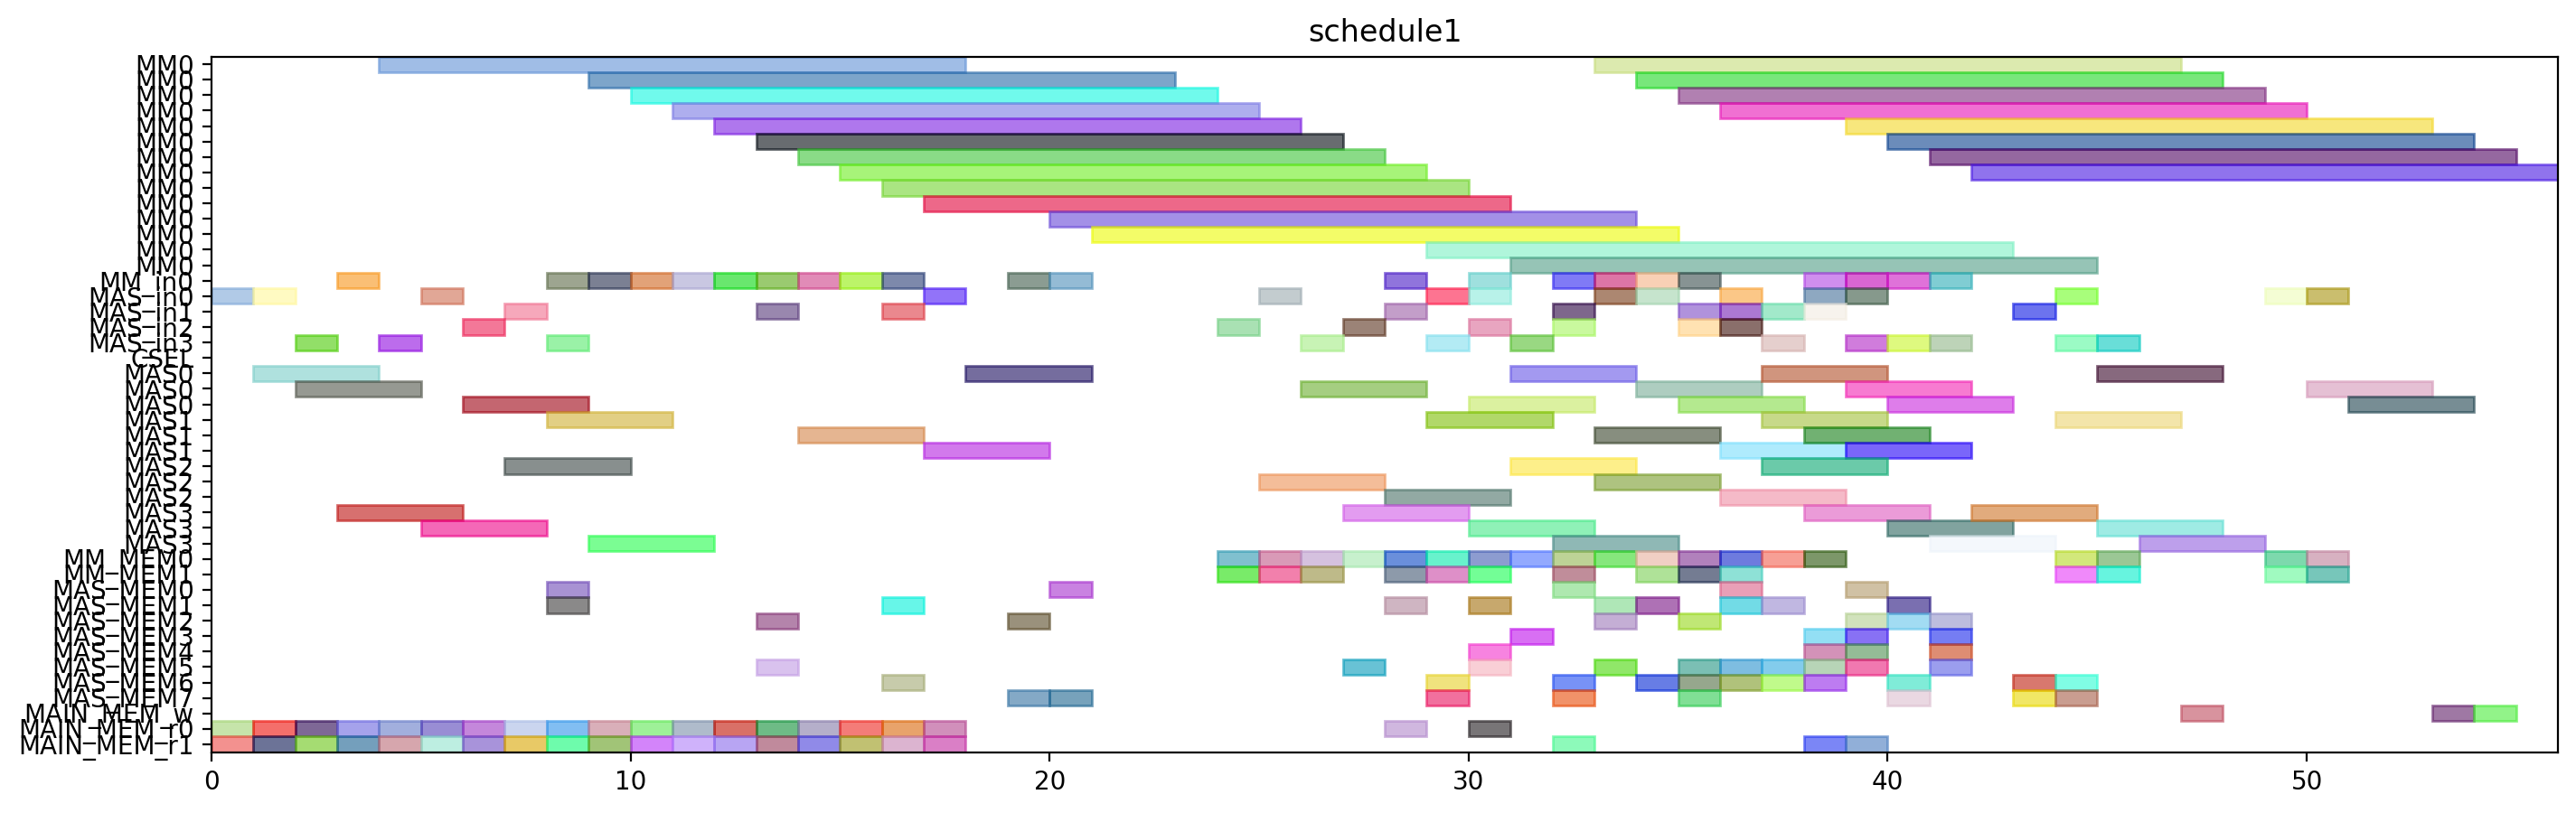 schedule1
MM0
MM0
MM0
MM0
MM0
MM0
MM0
MM0
MM0
MM0
MM0
MM0
MM0
MM0
MM_in0
MAS_in0
MAS_in1
MAS_in2
MAS_in3
CSEL
MAS0
MAS0
MAS0
MAS1
MAS1
MAS1
MAS2
MAS2
MAS2
MAS3
MAS3
MAS3
MM_MEM0
MM_MEM1
MAS_MEM0
MAS_MEM1
MAS_MEM2
MAS_MEM3
MAS_MEM4
MAS_MEM5
MAS_MEM6
MAS_MEM7
MAIN_MEM_w
MAIN_MEM_r0
MAIN_MEM_r1
0 10 20 30 40 50